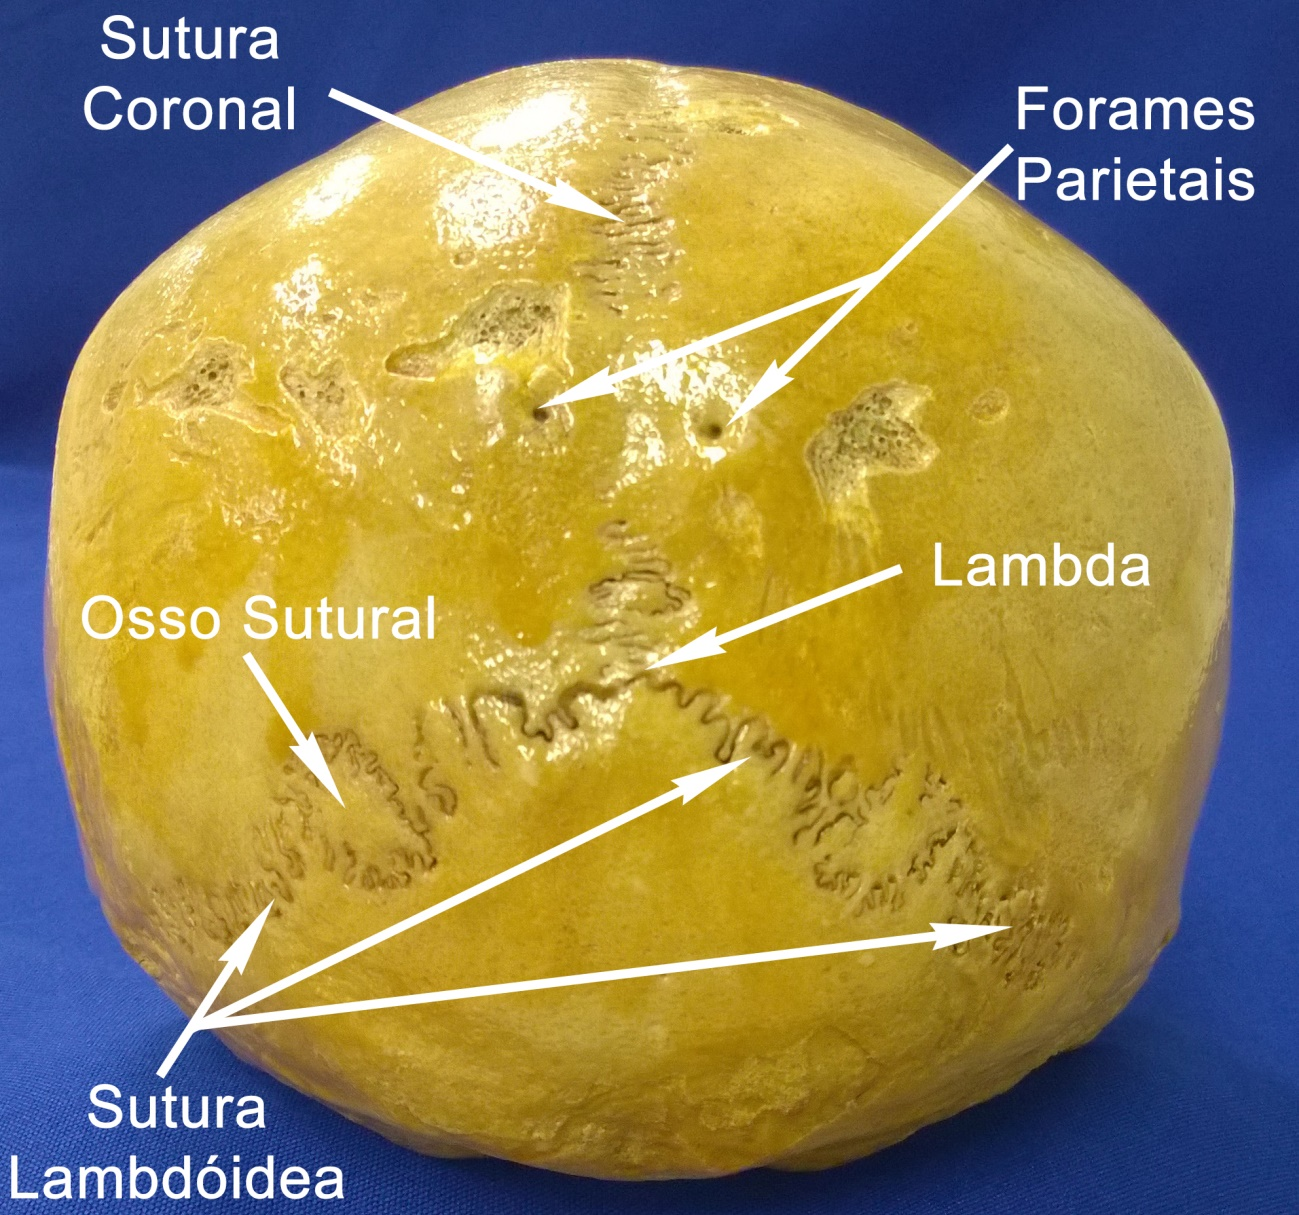 Sutura
Coronal
Forames
Parietais
Lambda
Osso Sutural
Sutura
Lambdóidea